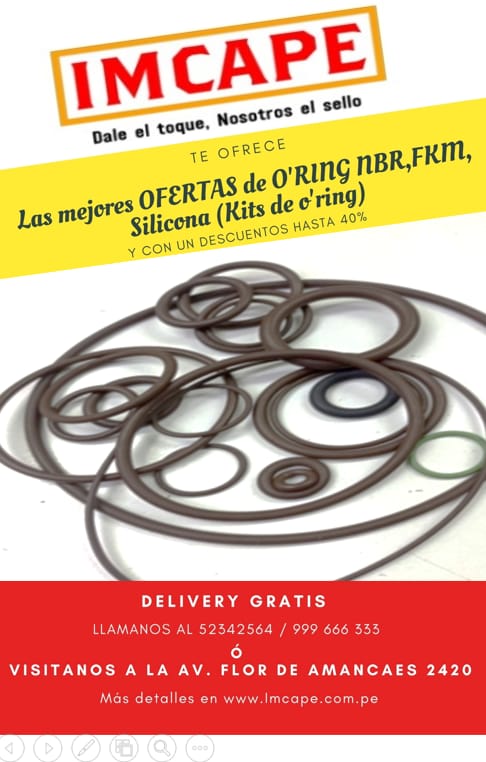 IMCAPE
Dale el toque, Nosotros el sello
TE OFRECE
Las mejores OFERTAS de O'RING NBR,FKM,
Silicona (Kits de o'ring)
Y CON UN DESCUENTOS HASTA 40%
DELIVERY GRATIS
LLAMANOS AL 52342564 / 999 666 333
Ó
VISITANOS A LA AV. FLOR DE AMANCAES 2420
Más detalles en www.Imcape.com.pe